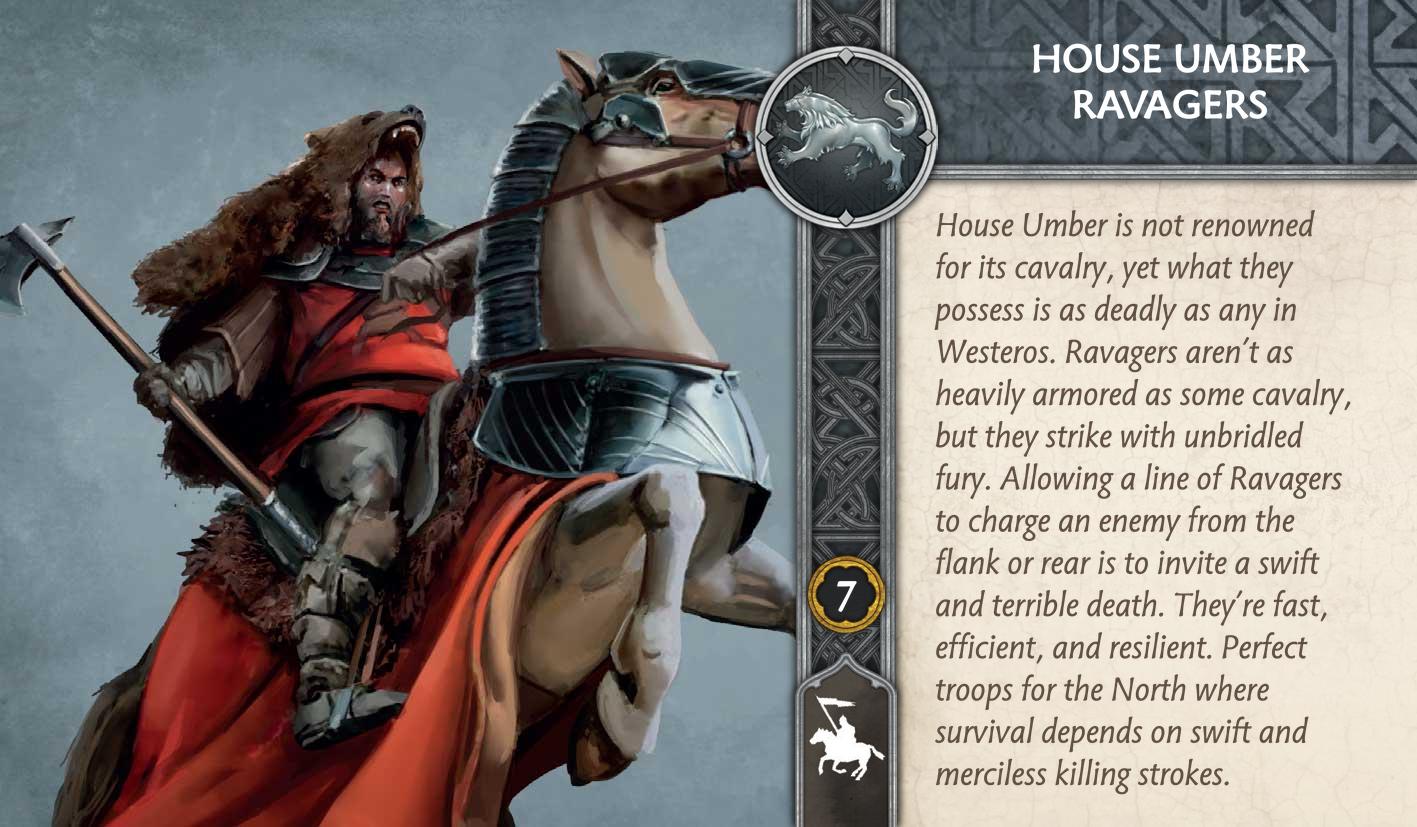 HOUSE UMBER
RAVAGERS
House Umber is not renowned
for its cavalry, yet what they
possess is as deadly as any in
Westeros. Ravagers aren't as
heavily armored as some cavalry,
but they strike with unbridled
fury. Allowing a line of Ravagers
to charge an enemy from the
flank or rear is to invite a swift
and terrible death. They're fast,
efficient, and resilient. Perfect
troops for the North where
survival depends on swift and
merciless killing strokes.
7